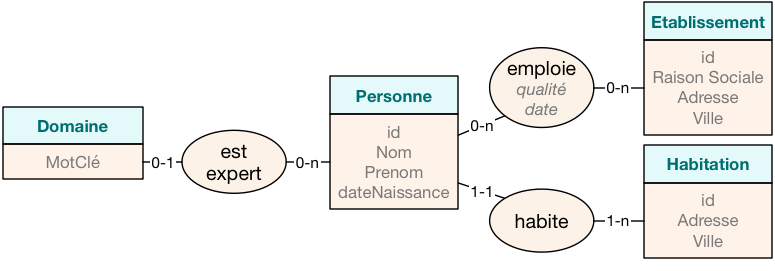 Domaine
MotClé
0-1
est
expert
0-n
Personne
id
Nom
Prenom
dateNaissance
0-n
emploie
qualité
date
0-n
Etablissement
id
Raison Sociale
Adresse
Ville
1-1
habite
1-n
Habitation
id
Adresse
Ville